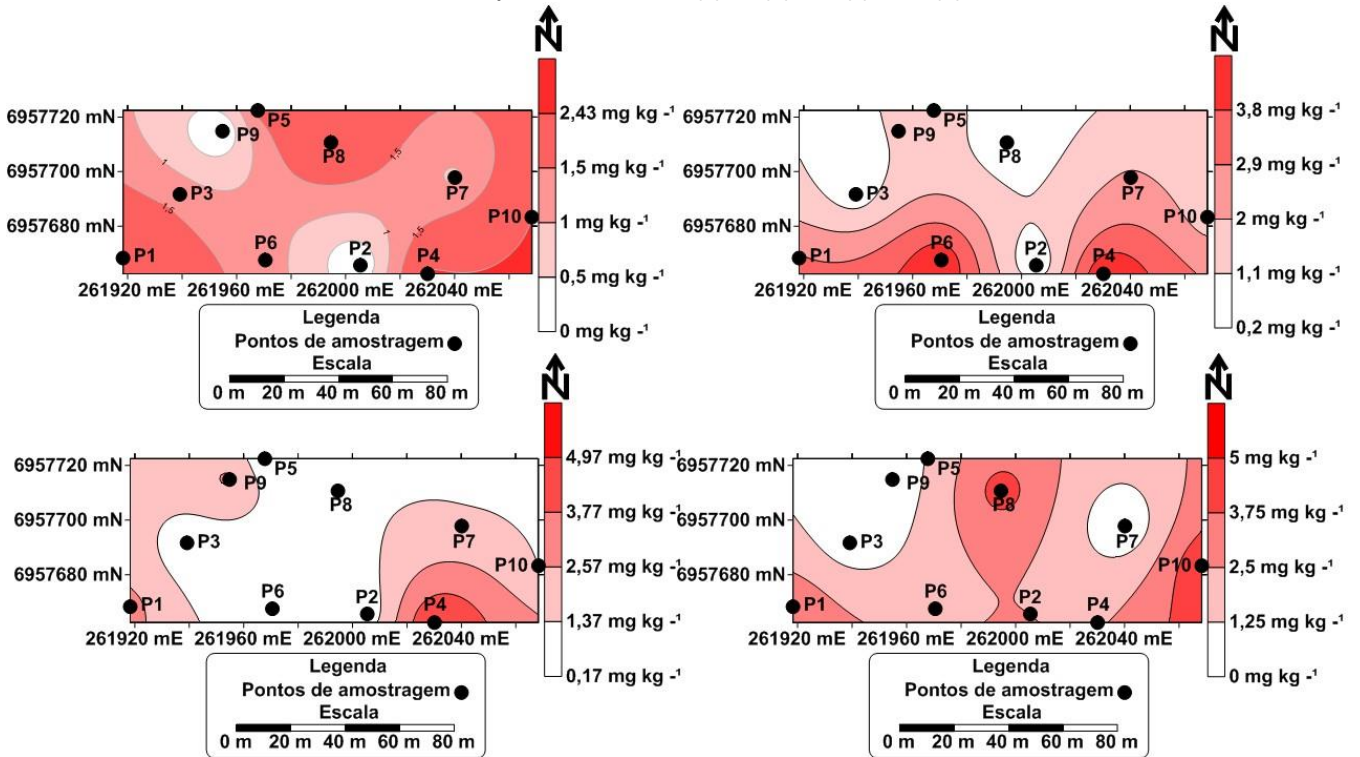 N
2,43 mg kg -¹
1,5 mg kg -¹
1 mg kg -¹
0,5 mg kg -¹
0 mg kg -¹
6957720 mN
6957700 mN
6957680 mN
P5
P9
P8
P3
P7
P10
P1
P6
P2
P4
1
1,5
1,5
1
1,5
261920 mE 261960 mE 262000 mE 262040 mE
Legenda
Pontos de amostragem
Escala
0 m 20 m 40 m 60 m 80 m
N
3,8 mg kg -¹
2,9 mg kg -¹
2 mg kg -¹
1,1 mg kg -¹
0,2 mg kg -¹
6957720 mN
6957700 mN
6957680 mN
P5
P9
P8
P3
P7
P10
P1
P6
P2
P4
261920 mE 261960 mE 262000 mE 262040 mE
Legenda
Pontos de amostragem
Escala
0 m 20 m 40 m 60 m 80 m
N
4,97 mg kg -¹
3,77 mg kg -¹
2,57 mg kg -¹
1,37 mg kg -¹
0,17 mg kg -¹
6957720 mN
6957700 mN
6957680 mN
P5
P9
P8
P3
P7
P10
P1
P6
P2
P4
261920 mE 261960 mE 262000 mE 262040 mE
Legenda
Pontos de amostragem
Escala
0 m 20 m 40 m 60 m 80 m
N
5 mg kg -¹
3,75 mg kg -¹
2,5 mg kg -¹
1,25 mg kg -¹
0 mg kg -¹
6957720 mN
6957700 mN
6957680 mN
P5
P9
P8
P3
P7
P10
P1
P6
P2
P4
261920 mE 261960 mE 262000 mE 262040 mE
Legenda
Pontos de amostragem
Escala
0 m 20 m 40 m 60 m 80 m